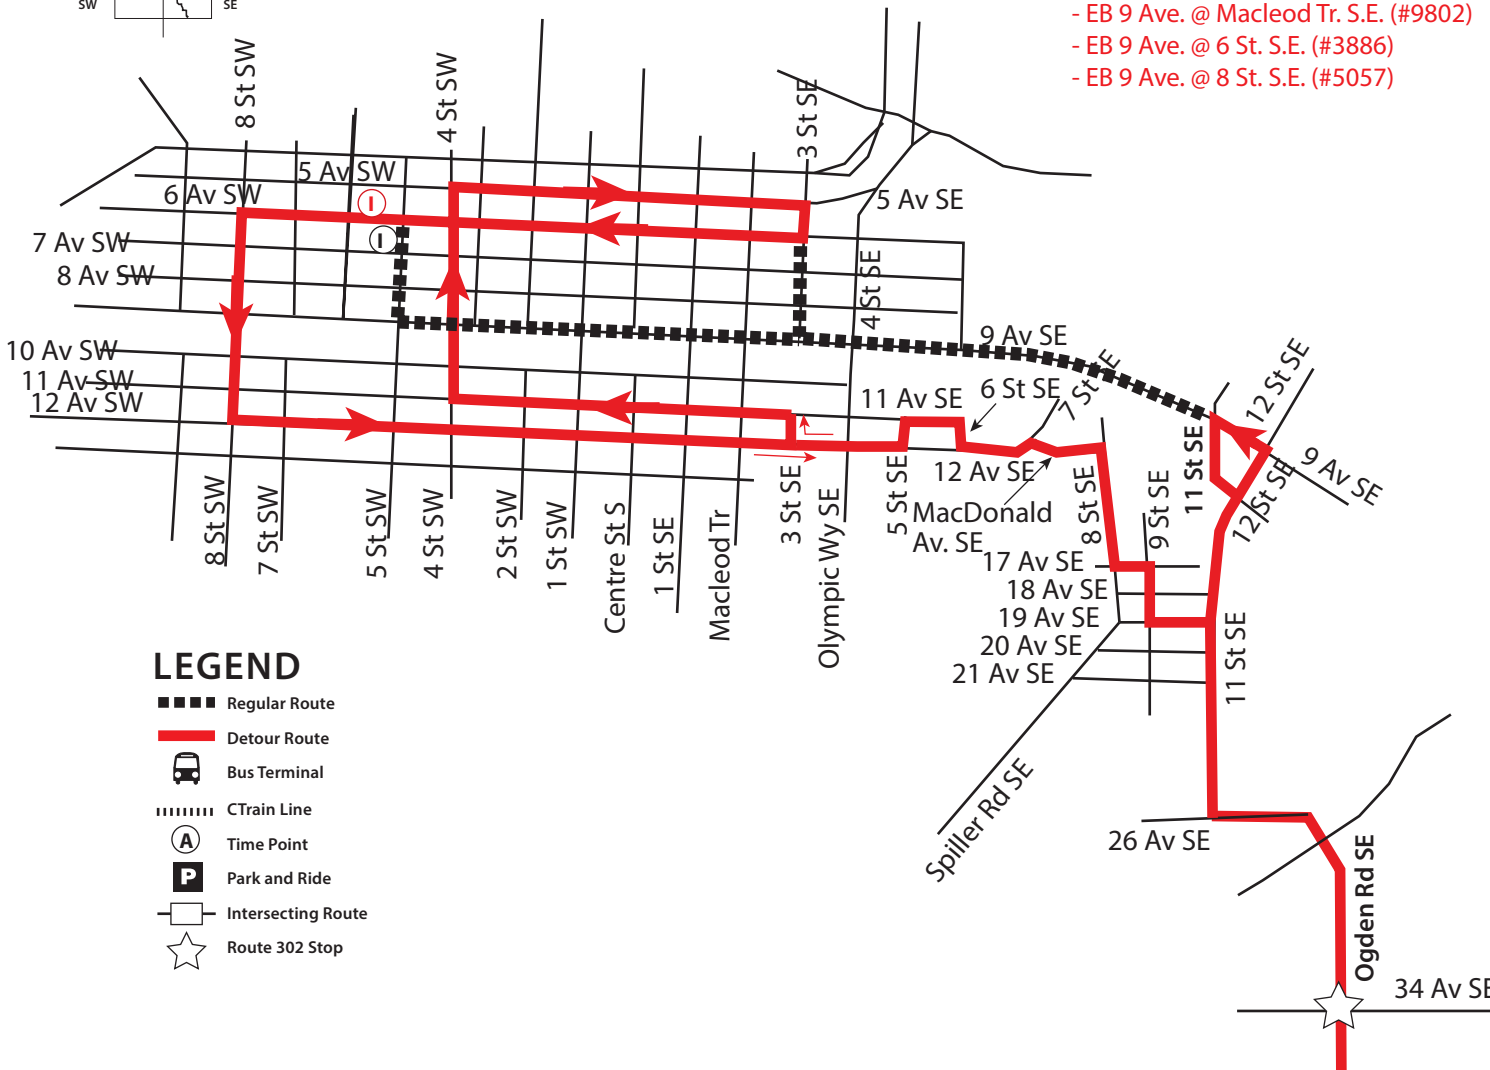 SW
SE
- EB 9 Ave. @ Macleod Tr. S.E. (#9802)
- EB 9 Ave. @ 6 St. S.E. (#3886)
- EB 9 Ave. @ 8 St. S.E. (#5057)
8 St SW
4 St SW
3 St SE
5 Av SW
6 Av SW
I
5 Av SE
7 Av SW
I
8 Av SW
4 St SE
9 Av SE
10 Av SW
11 Av SW
12 Av SW
11 Av SE
6 St SE
7 St SE
12 St SE
11 St SE
9 Av SE
12 Av SE
12 St SE
MacDonald
Av. SE
8 St SW
7 St SW
5 St SW
4 St SW
2 St SW
1 St SW
Centre St S
1 St SE
Macleod Tr
3 St SE
Olympic Wy SE
5 St SE
8 St SE
9 St SE
17 Av SE
18 Av SE
19 Av SE
20 Av SE
21 Av SE
11 St SE
Spiller Rd SE
26 Av SE
Ogden Rd SE
34 Av SE
LEGEND
Regular Route
Detour Route
Bus Terminal
CTrain Line
A
Time Point
P
Park and Ride
Intersecting Route
Route 302 Stop